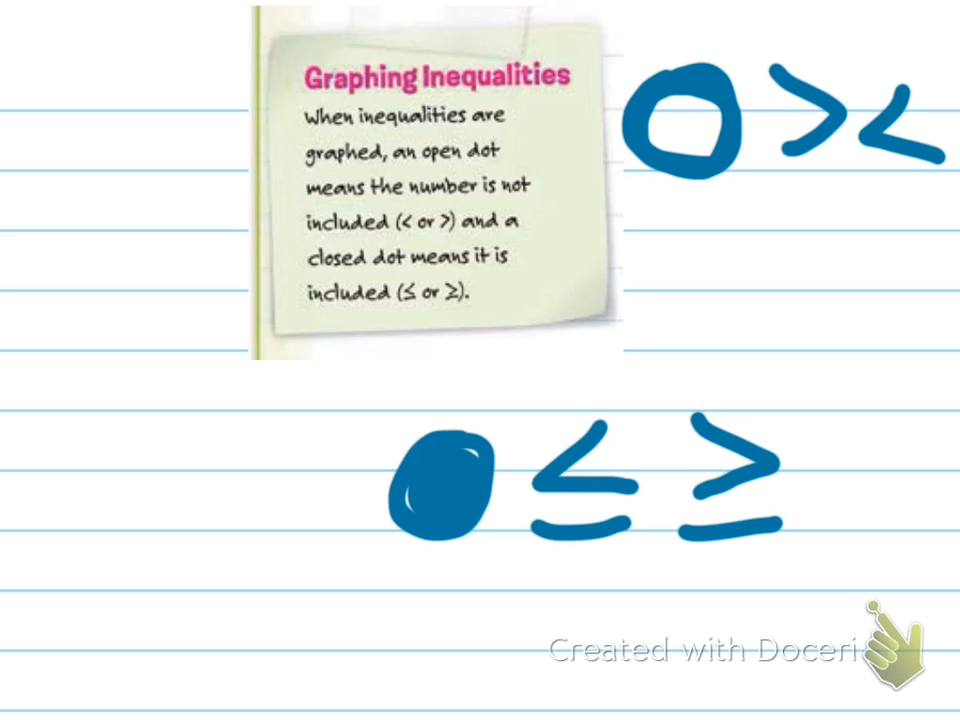 Graphing Inequalities
When inequalities are
graphed, an open dot
means the number is not
included (< or >) and a
closed dot means it is
included (≤ or ≥).
O > <
● ≤ ≥
Created with Doceri